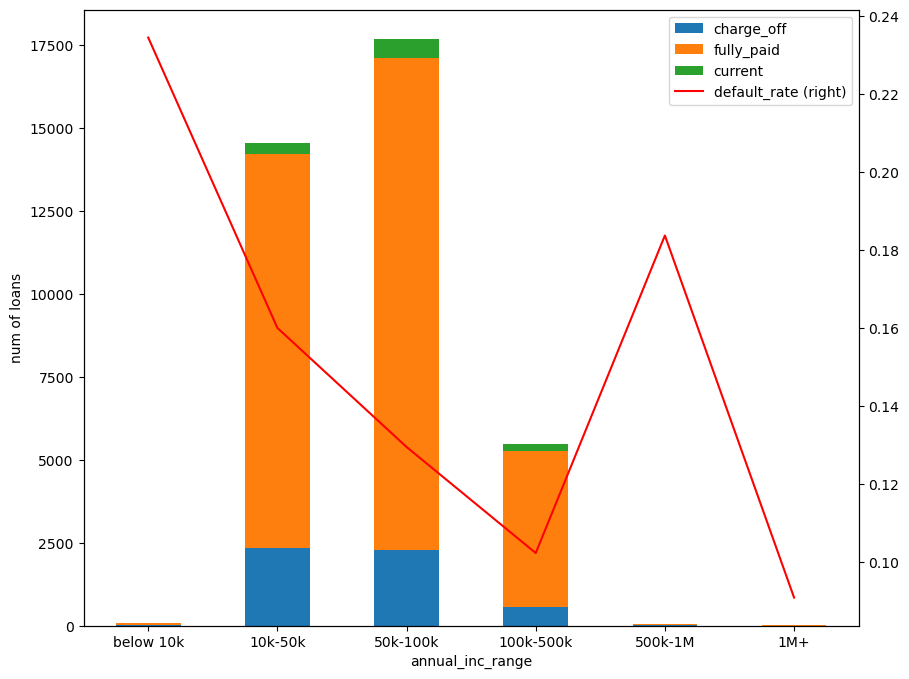 charge_off
fully_paid
current
default_rate (right)
num of loans
17500
15000
12500
10000
7500
5000
2500
0
0.24
0.22
0.20
0.18
0.16
0.14
0.12
0.10
below 10k 10k-50k 50k-100k 100k-500k 500k-1M 1M+
annual_inc_range